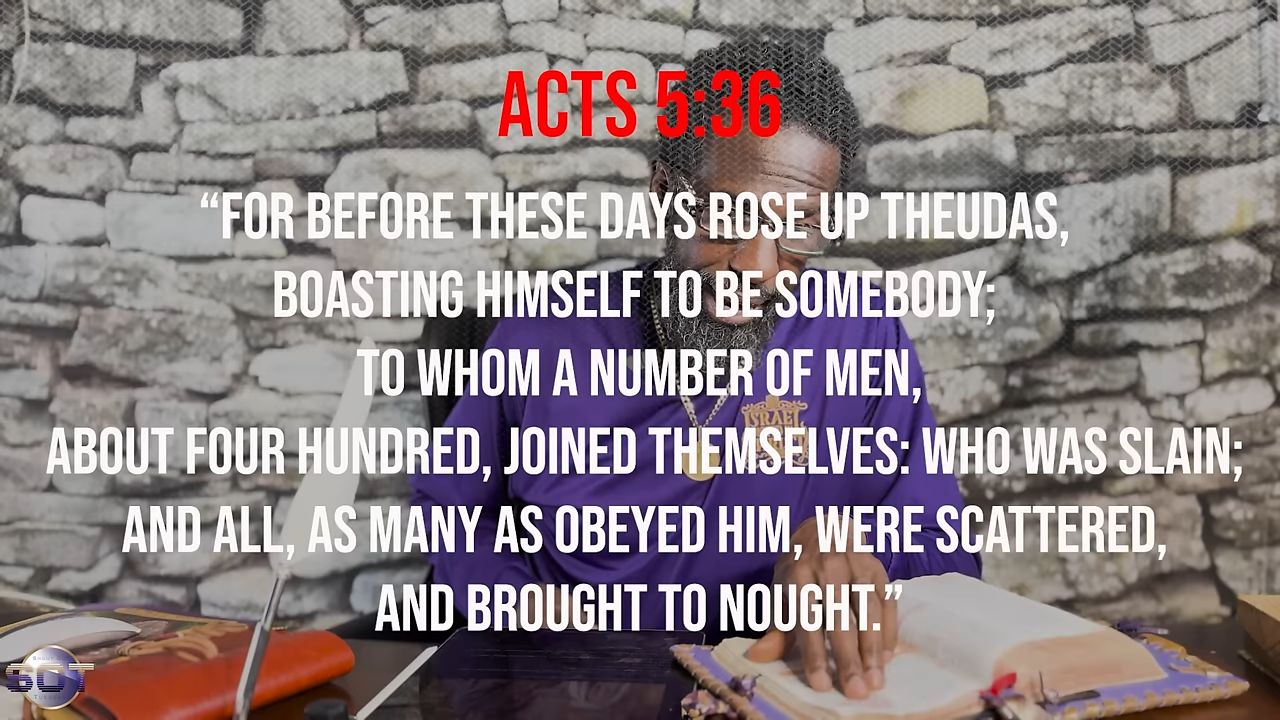 ACTS 5:36
“FOR BEFORE THESE DAYS ROSE UP THEUDAS,
BOASTING HIMSELF TO BE SOMEBODY;
TO WHOM A NUMBER OF MEN,
ABOUT FOUR HUNDRED, JOINED THEMSELVES: WHO WAS SLAIN;
AND ALL, AS MANY AS OBEYED HIM, WERE SCATTERED,
AND BROUGHT TO NOUGHT.”
ISRAEL
SOT